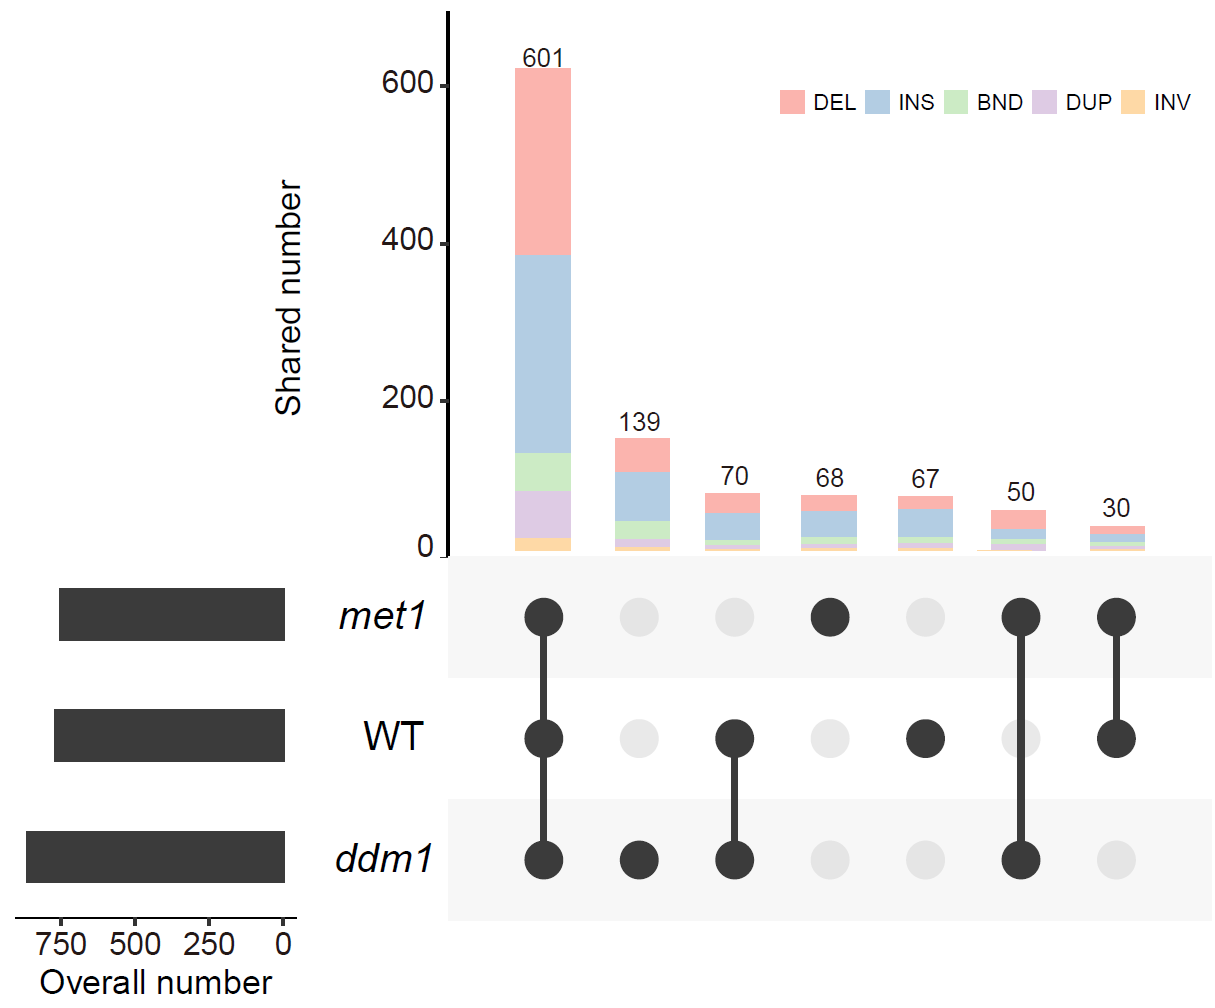 601
600
DEL INS BND DUP INV
Shared number
400
200
139
70 68 67 50 30
0
met1
WT
ddm1
750 500 250 0
Overall number